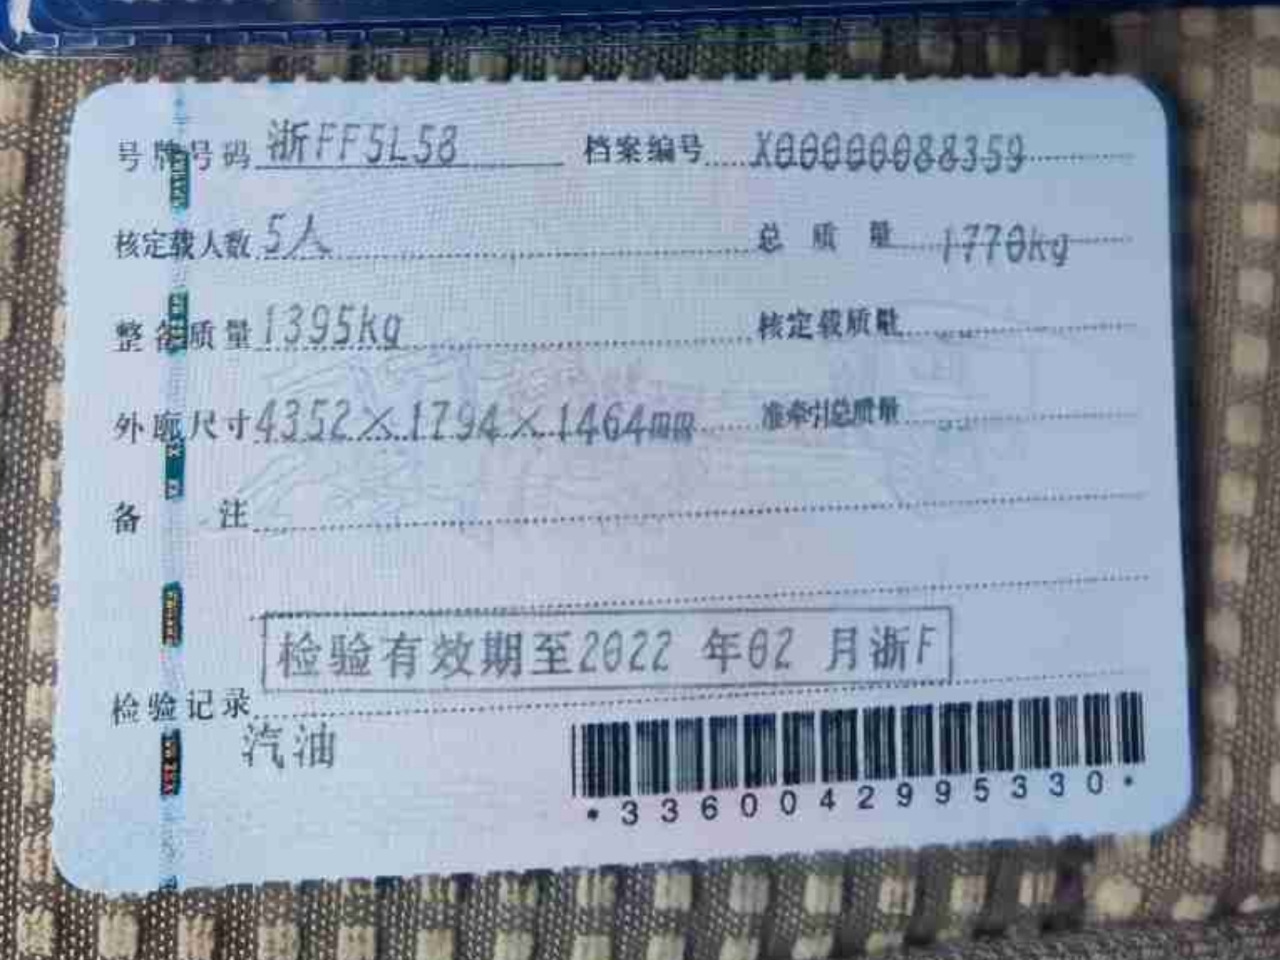 号牌号码 浙FF5L58 档案编号 X00000088359
核定载人数 5人 总质量 1770kg
整备质量 1395kg 核定载质量 --
外廓尺寸 4352×1794×1464mm 准牵引总质量 --
备注
检验有效期至2022 年02 月浙F
检验记录
汽油
*3360042995330*